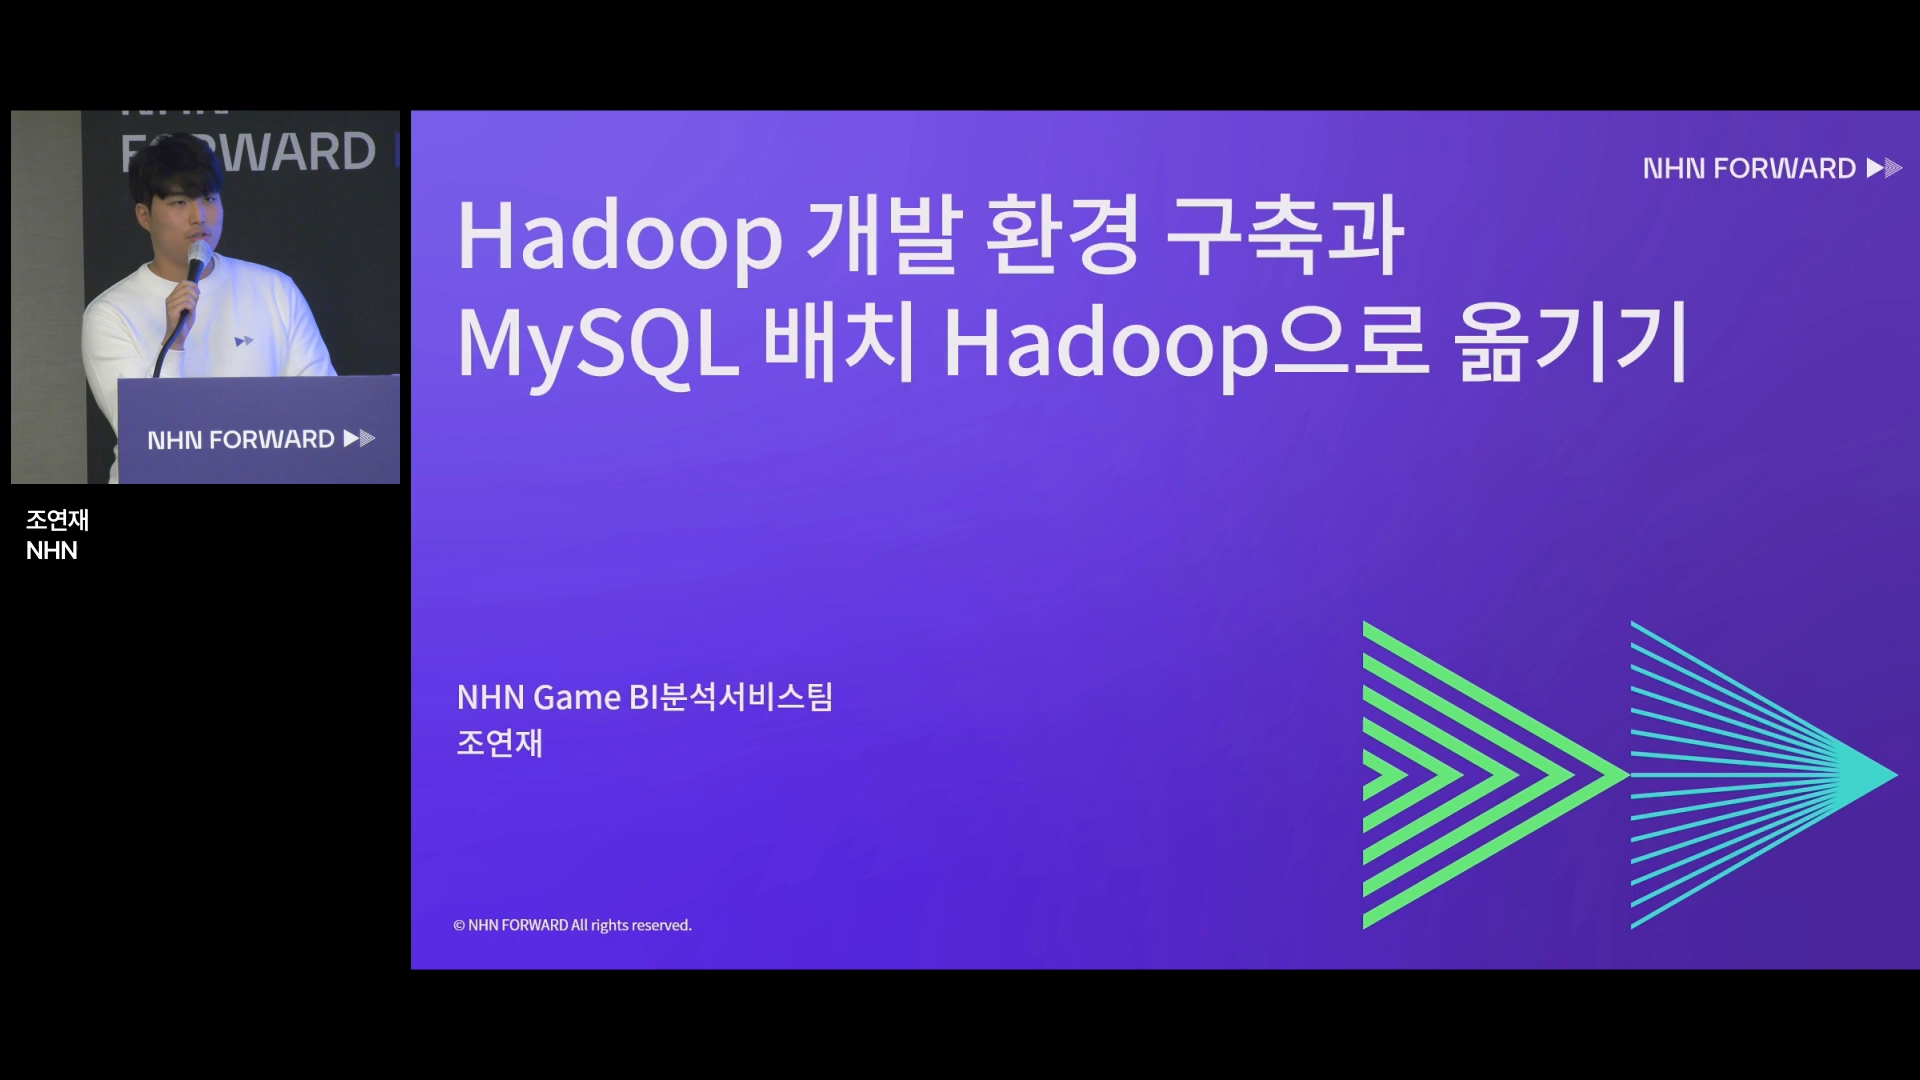 FORWARD
NHN FORWARD
조연재
NHN
NHN FORWARD
Hadoop 개발 환경 구축과
MySQL 배치 Hadoop으로 옮기기
NHN Game BI분석서비스팀
조연재
© NHN FORWARD All rights reserved.